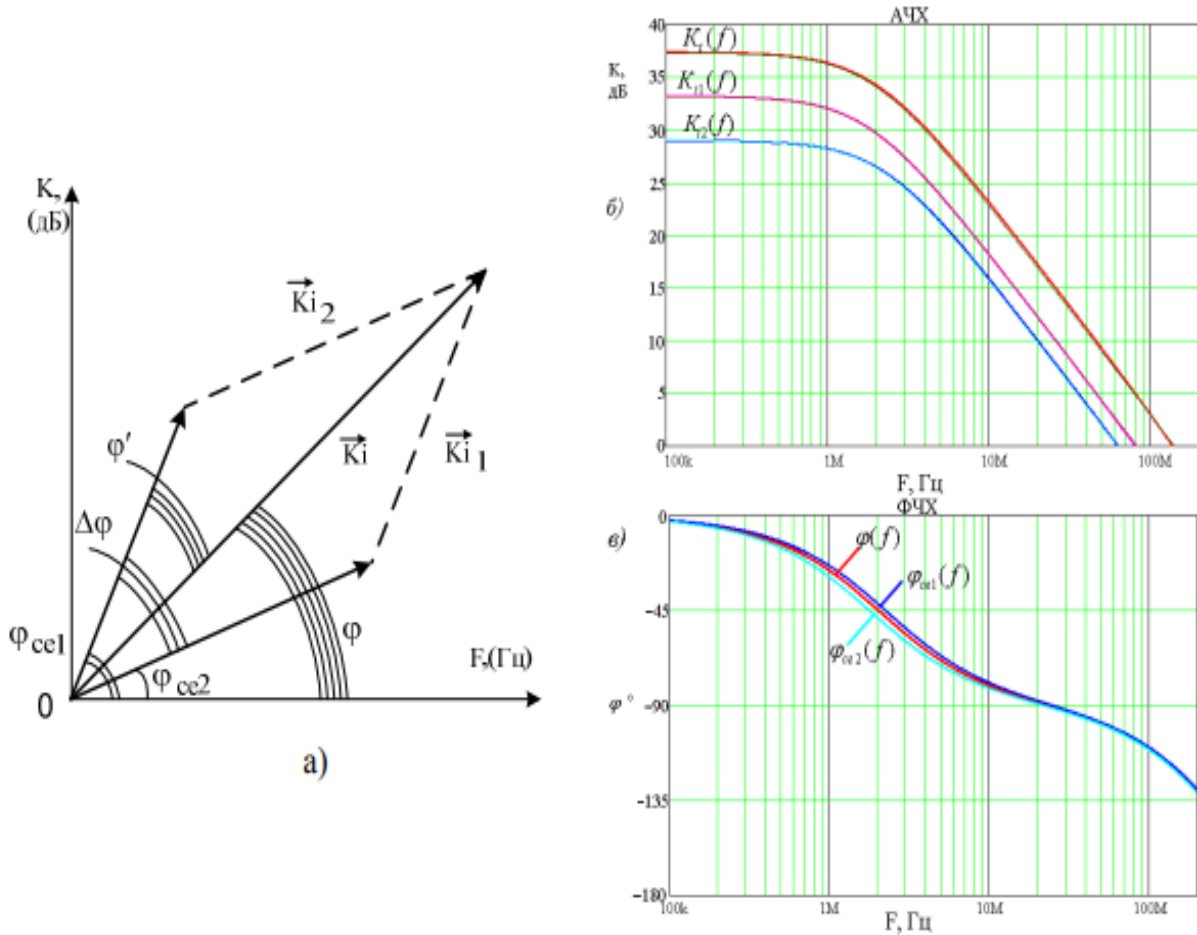 K,
(дБ)
Ki₂
φ′
Ki
Ki₁
Δφ
φce1
φ
F,(Гц)
φce2
0
а)
АЧХ
40
K,
дБ
35
30
25
20
15
10
5
0
Kᵢ(f)
Kᵢ₁(f)
Kᵢ₂(f)
б)
100k 1M 10M 100M
F, Гц
ФЧХ
в)
0
-45
φ°
-90
-135
-180
φ(f)
φce1(f)
φce2(f)
100k 1M 10M 100M
F, Гц